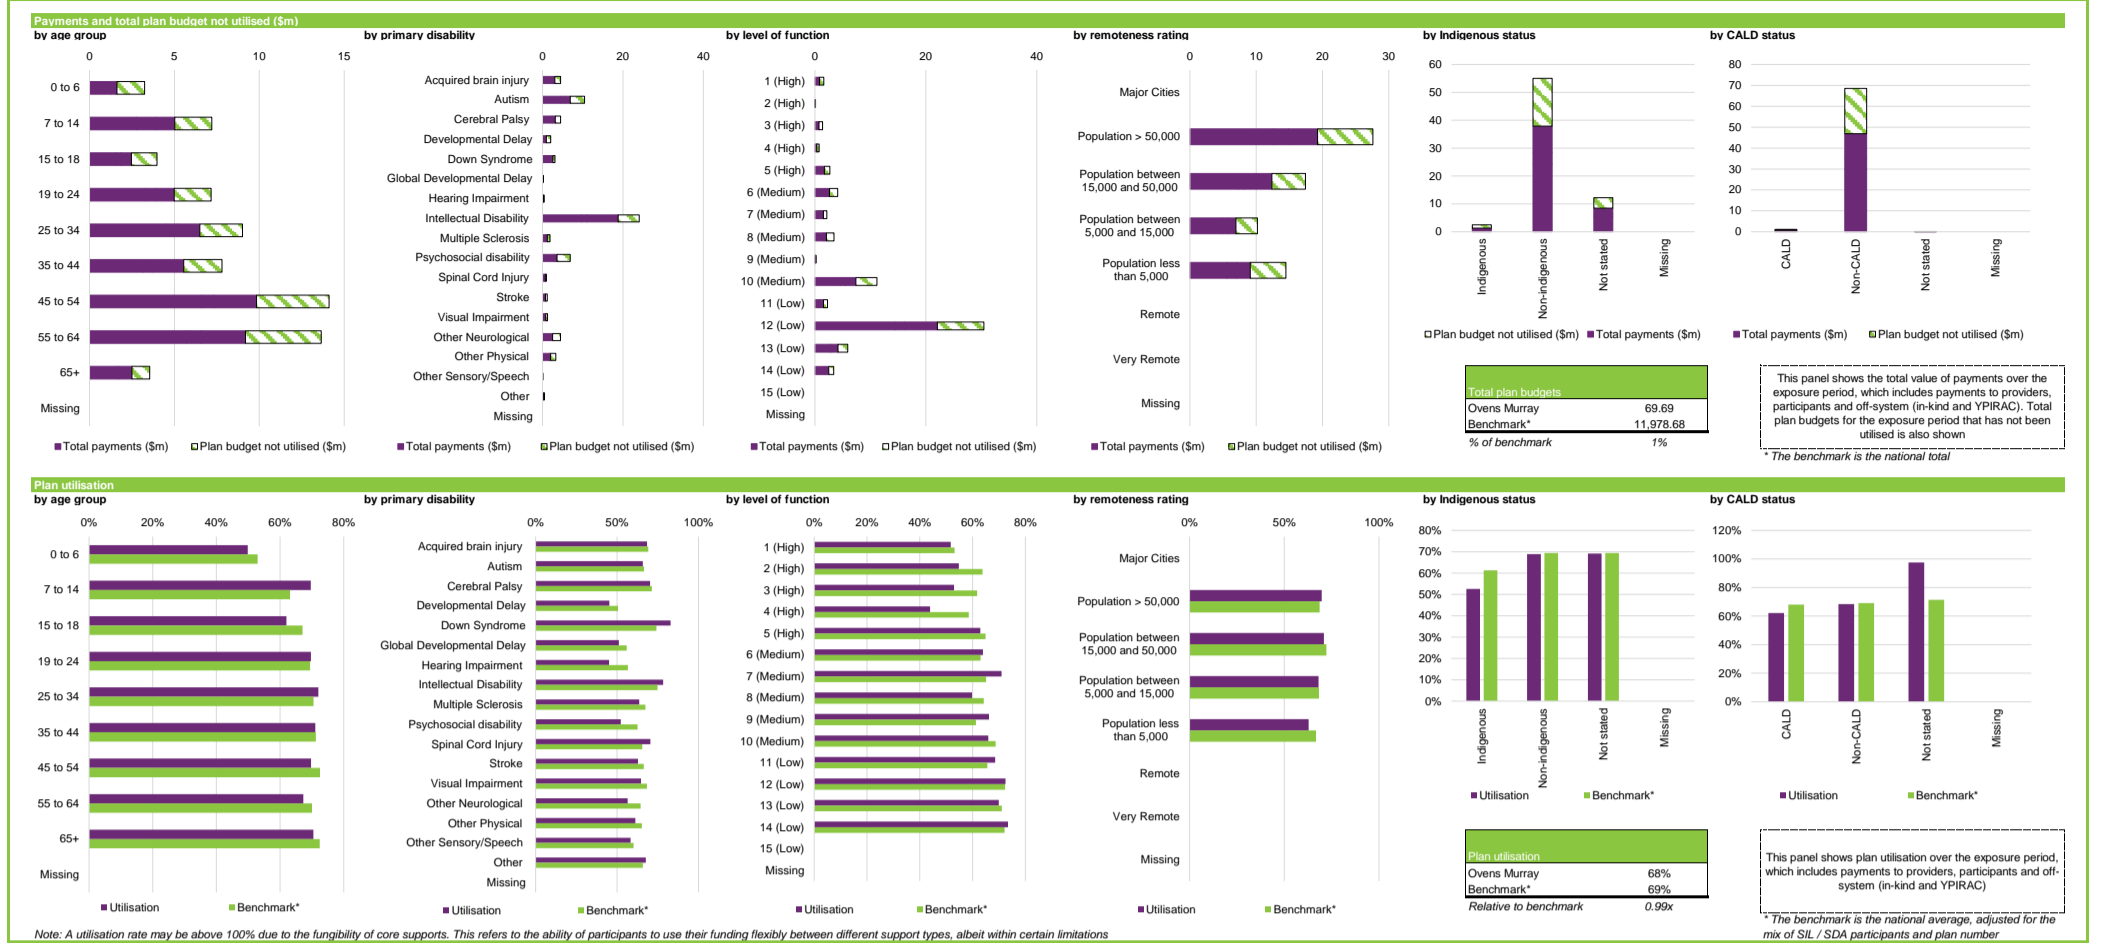 Payments and total plan budget not utilised ($m)
by age group
0 5 10 15
0 to 6
7 to 14
15 to 18
19 to 24
25 to 34
35 to 44
45 to 54
55 to 64
65+
Missing
Total payments ($m) Plan budget not utilised ($m)
by primary disability
0 20 40
Acquired brain injury
Autism
Cerebral Palsy
Developmental Delay
Down Syndrome
Global Developmental Delay
Hearing Impairment
Intellectual Disability
Multiple Sclerosis
Psychosocial disability
Spinal Cord Injury
Stroke
Visual Impairment
Other Neurological
Other Physical
Other Sensory/Speech
Other
Missing
Total payments ($m) Plan budget not utilised ($m)
by level of function
0 20 40
1 (High)
2 (High)
3 (High)
4 (High)
5 (High)
6 (Medium)
7 (Medium)
8 (Medium)
9 (Medium)
10 (Medium)
11 (Low)
12 (Low)
13 (Low)
14 (Low)
15 (Low)
Missing
Total payments ($m) Plan budget not utilised ($m)
by remoteness rating
0 10 20 30
Major Cities
Population > 50,000
Population between
15,000 and 50,000
Population between
5,000 and 15,000
Population less
than 5,000
Remote
Very Remote
Missing
Total payments ($m) Plan budget not utilised ($m)
by Indigenous status
60
50
40
30
20
10
0
Indigenous
Non-indigenous
Not stated
Missing
Plan budget not utilised ($m) Total payments ($m)
by CALD status
80
70
60
50
40
30
20
10
0
CALD
Non-CALD
Not stated
Missing
Total payments ($m) Plan budget not utilised ($m)
Total plan budgets
Ovens Murray 69.69
Benchmark* 11,978.68
% of benchmark 1%
This panel shows the total value of payments over the
exposure period, which includes payments to providers,
participants and off-system (in-kind and YPIRAC). Total
plan budgets for the exposure period that has not been
utilised is also shown
* The benchmark is the national total
Plan utilisation
by age group
0% 20% 40% 60% 80%
0 to 6
7 to 14
15 to 18
19 to 24
25 to 34
35 to 44
45 to 54
55 to 64
65+
Missing
Utilisation Benchmark*
by primary disability
0% 50% 100%
Acquired brain injury
Autism
Cerebral Palsy
Developmental Delay
Down Syndrome
Global Developmental Delay
Hearing Impairment
Intellectual Disability
Multiple Sclerosis
Psychosocial disability
Spinal Cord Injury
Stroke
Visual Impairment
Other Neurological
Other Physical
Other Sensory/Speech
Other
Missing
Utilisation Benchmark*
by level of function
0% 20% 40% 60% 80%
1 (High)
2 (High)
3 (High)
4 (High)
5 (High)
6 (Medium)
7 (Medium)
8 (Medium)
9 (Medium)
10 (Medium)
11 (Low)
12 (Low)
13 (Low)
14 (Low)
15 (Low)
Missing
Utilisation Benchmark*
by remoteness rating
0% 50% 100%
Major Cities
Population > 50,000
Population between
15,000 and 50,000
Population between
5,000 and 15,000
Population less
than 5,000
Remote
Very Remote
Missing
Utilisation Benchmark*
by Indigenous status
80%
70%
60%
50%
40%
30%
20%
10%
0%
Indigenous
Non-indigenous
Not stated
Missing
Utilisation Benchmark*
by CALD status
120%
100%
80%
60%
40%
20%
0%
CALD
Non-CALD
Not stated
Missing
Utilisation Benchmark*
Plan utilisation
Ovens Murray 68%
Benchmark* 69%
Relative to benchmark 0.99x
This panel shows plan utilisation over the exposure period,
which includes payments to providers, participants and off-
system (in-kind and YPIRAC)
* The benchmark is the national average, adjusted for the
mix of SIL / SDA participants and plan number
Note: A utilisation rate may be above 100% due to the fungibility of core supports. This refers to the ability of participants to use their funding flexibly between different support types, albeit within certain limitations